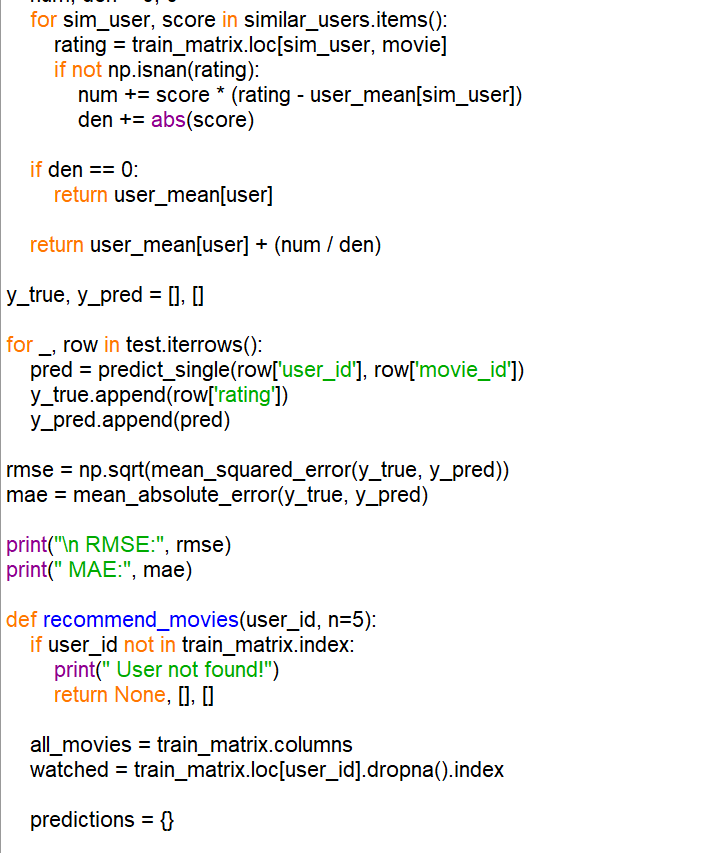 num, den = 0, 0
for sim_user, score in similar_users.items():
rating = train_matrix.loc[sim_user, movie]
if not np.isnan(rating):
num += score * (rating - user_mean[sim_user])
den += abs(score)
if den == 0:
return user_mean[user]
return user_mean[user] + (num / den)
y_true, y_pred = [], []
for _, row in test.iterrows():
pred = predict_single(row['user_id'], row['movie_id'])
y_true.append(row['rating'])
y_pred.append(pred)
rmse = np.sqrt(mean_squared_error(y_true, y_pred))
mae = mean_absolute_error(y_true, y_pred)
print("\n RMSE:", rmse)
print(" MAE:", mae)
def recommend_movies(user_id, n=5):
if user_id not in train_matrix.index:
print(" User not found!")
return None, [], []
all_movies = train_matrix.columns
watched = train_matrix.loc[user_id].dropna().index
predictions = {}